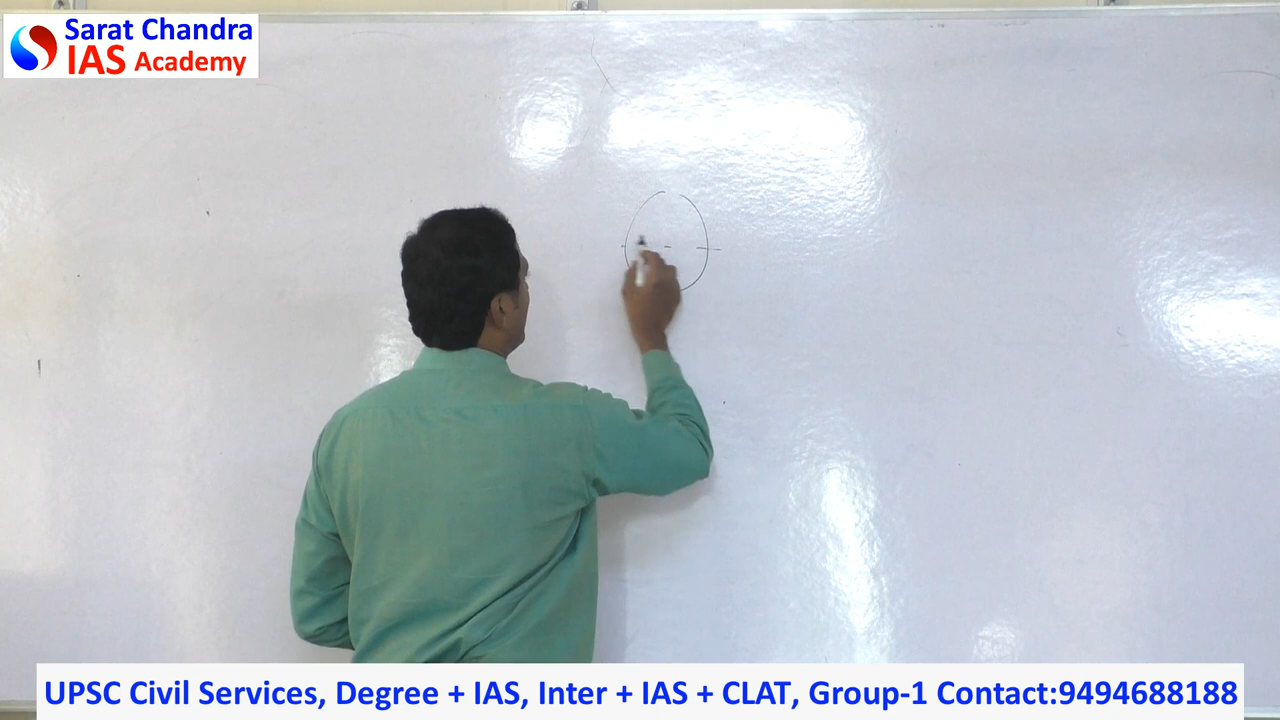 Sarat Chandra
IAS Academy
UPSC Civil Services, Degree + IAS, Inter + IAS + CLAT, Group-1 Contact:9494688188